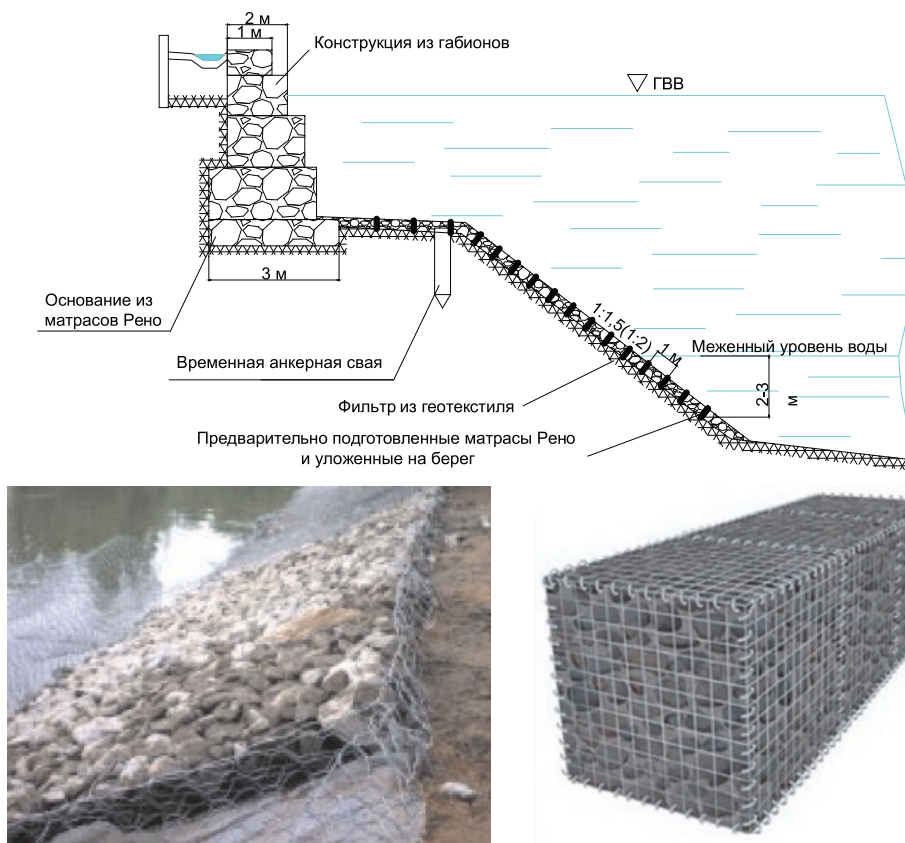 2 м
1 м
Конструкция из габионов
ГВВ
3 м
Основание из
матрасов Рено
1:1,5(1:2)
1 м
Меженный уровень воды
2-3
м
Временная анкерная свая
Фильтр из геотекстиля
Предварительно подготовленные матрасы Рено
и уложенные на берег